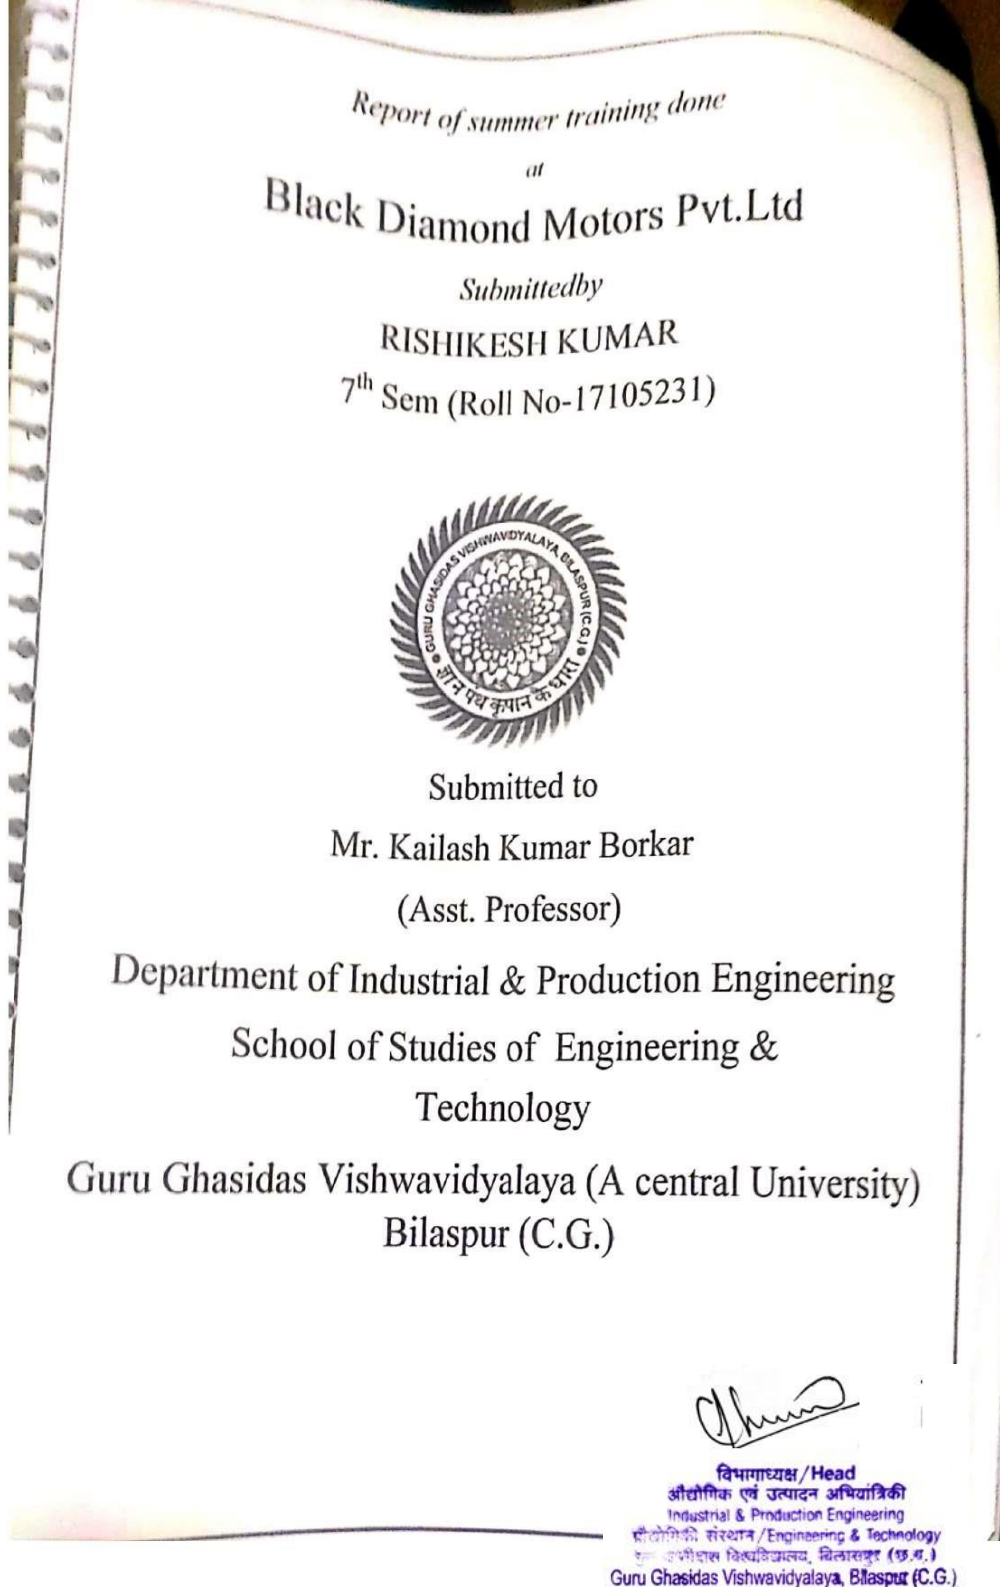 Report of summer training done
at
Black Diamond Motors Pvt.Ltd
Submittedby
RISHIKESH KUMAR
7th Sem (Roll No-17105231)
GURU GHASIDAS VISHWAVIDYALAYA, BILASPUR (C.G.)
ज्ञान पंथ कृपान के धारा
Submitted to
Mr. Kailash Kumar Borkar
(Asst. Professor)
Department of Industrial & Production Engineering
School of Studies of Engineering &
Technology
Guru Ghasidas Vishwavidyalaya (A central University)
Bilaspur (C.G.)
विभागाध्यक्ष/Head
औद्योगिक एवं उत्पादन अभियांत्रिकी
Industrial & Production Engineering
प्रौद्योगिकी संस्थान/Engineering & Technology
विश्वविद्यालय, बिलासपुर (छ.ग.)
Guru Ghasidas Vishwavidyalaya, Bilaspur (C.G.)